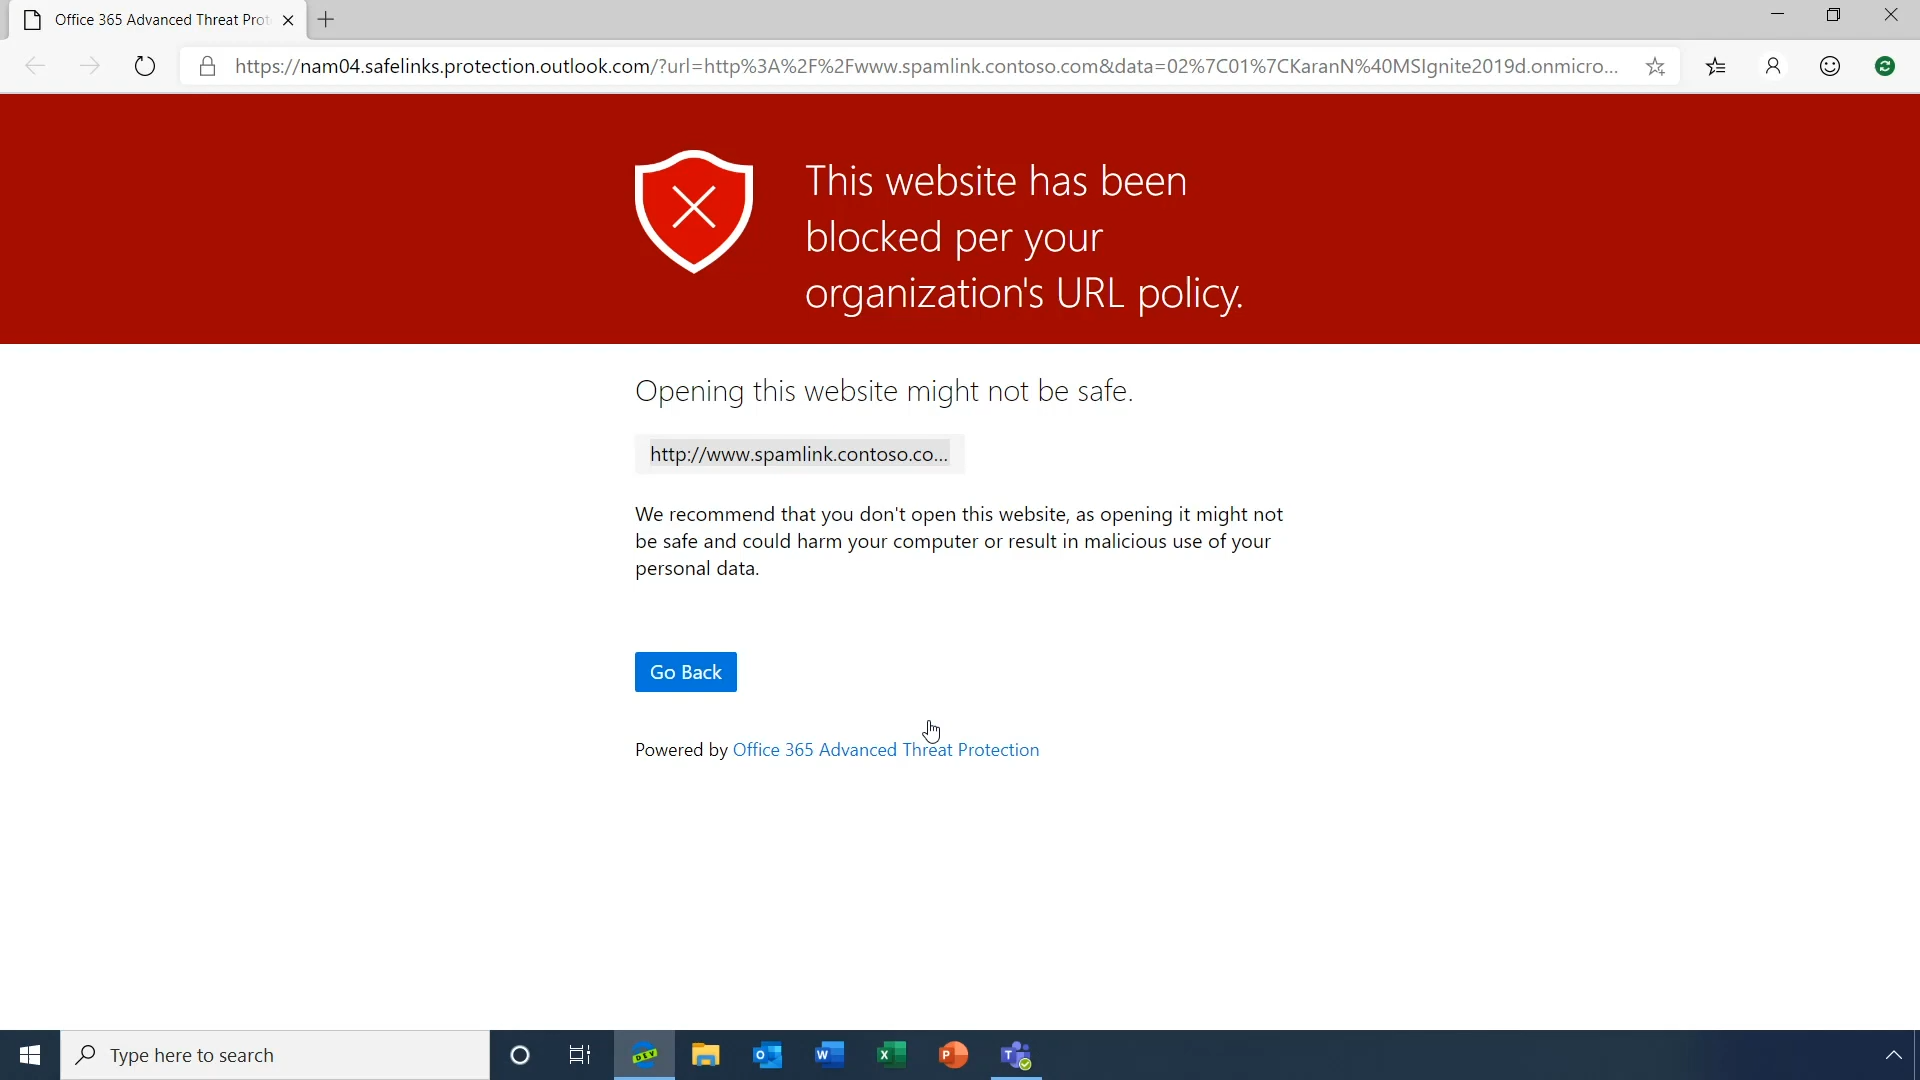 Office 365 Advanced Threat Prot
https://nam04.safelinks.protection.outlook.com/?url=http%3A%2F%2Fwww.spamlink.contoso.com&data=02%7C01%7CKaranN%40MSIgnite2019d.onmicro...
This website has been
blocked per your
organization's URL policy.
Opening this website might not be safe.
http://www.spamlink.contoso.co...
We recommend that you don't open this website, as opening it might not
be safe and could harm your computer or result in malicious use of your
personal data.
Go Back
Powered by Office 365 Advanced Threat Protection
Type here to search
DEV
O
W
X
P
T